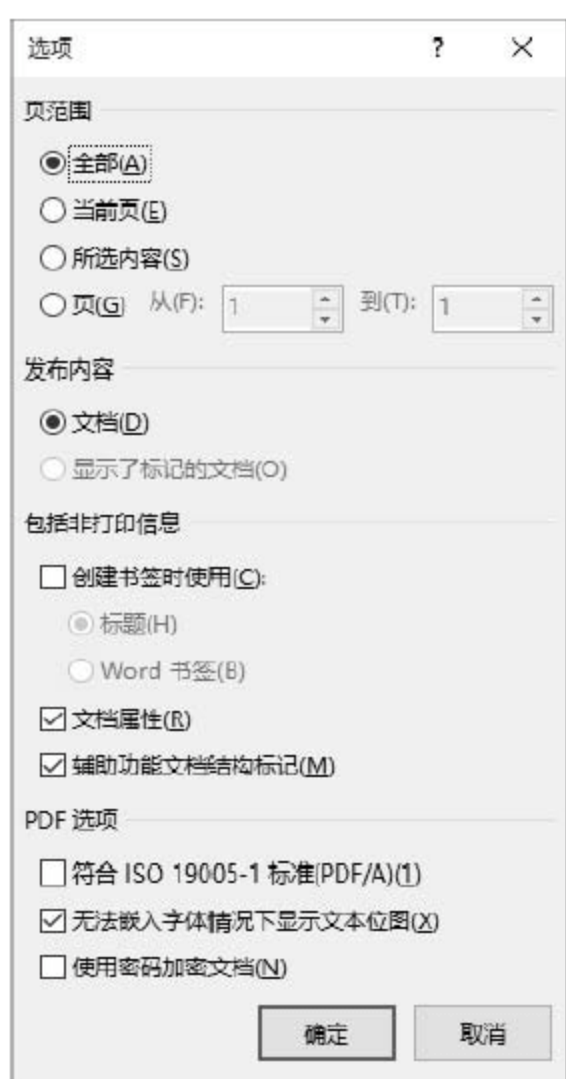 选项 ?
页范围
全部(A)
当前页(E)
所选内容(S)
页(G) 从(F): 1 到(T): 1
发布内容
文档(D)
显示了标记的文档(O)
包括非打印信息
创建书签时使用(C):
标题(H)
Word 书签(B)
文档属性(R)
辅助功能文档结构标记(M)
PDF 选项
符合 ISO 19005-1 标准(PDF/A)(1)
无法嵌入字体情况下显示文本位图(X)
使用密码加密文档(N)
确定 取消